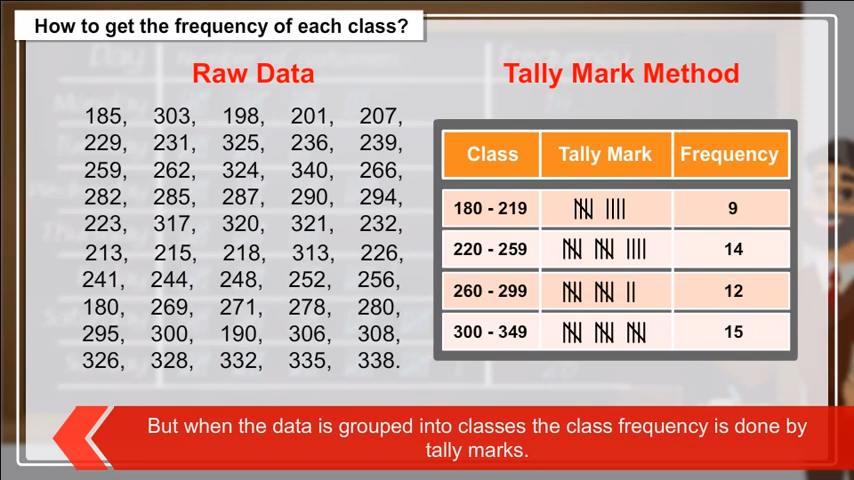 How to get the frequency of each class?
Raw Data
185, 303, 198, 201, 207,
229, 231, 325, 236, 239,
259, 262, 324, 340, 266,
282, 285, 287, 290, 294,
223, 317, 320, 321, 232,
213, 215, 218, 313, 226,
241, 244, 248, 252, 256,
180, 269, 271, 278, 280,
295, 300, 190, 306, 308,
326, 328, 332, 335, 338.
Tally Mark Method
Class Tally Mark Frequency
180 - 219 9
220 - 259 14
260 - 299 12
300 - 349 15
But when the data is grouped into classes the class frequency is done by
tally marks.